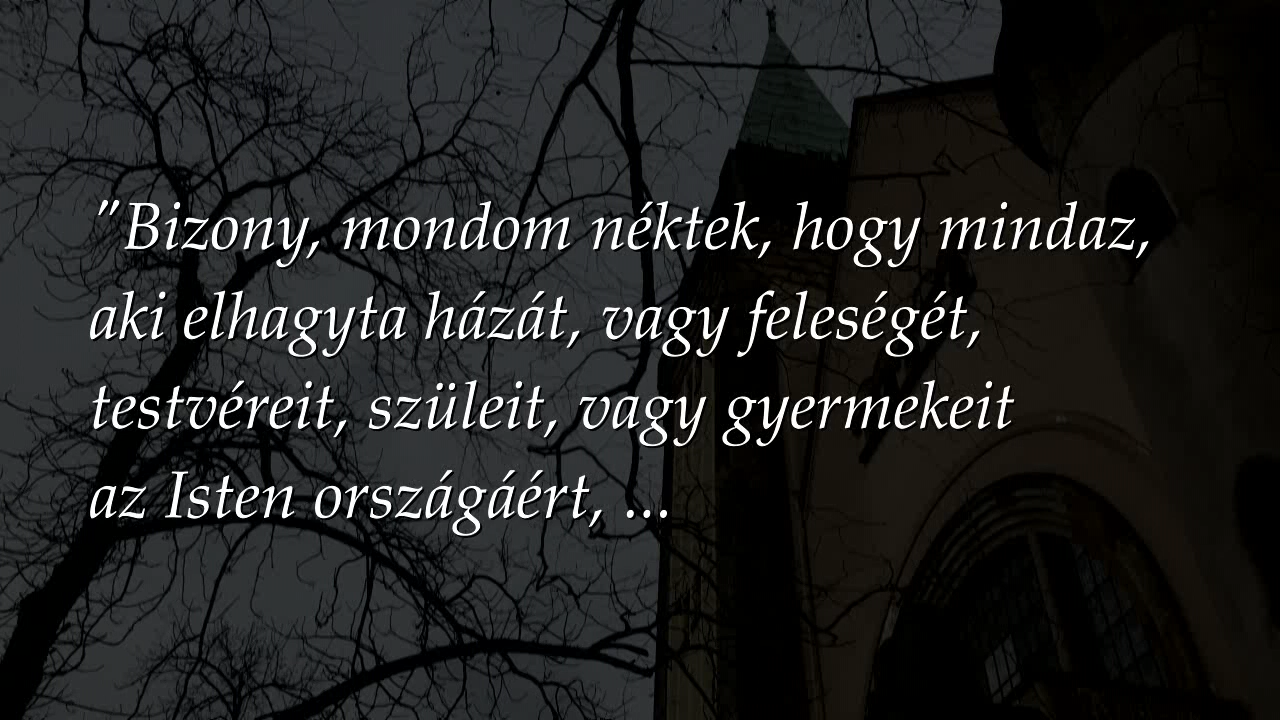 "Bizony, mondom néktek, hogy mindaz,
aki elhagyta házát, vagy feleségét,
testvéreit, szüleit, vagy gyermekeit
az Isten országáért, ...